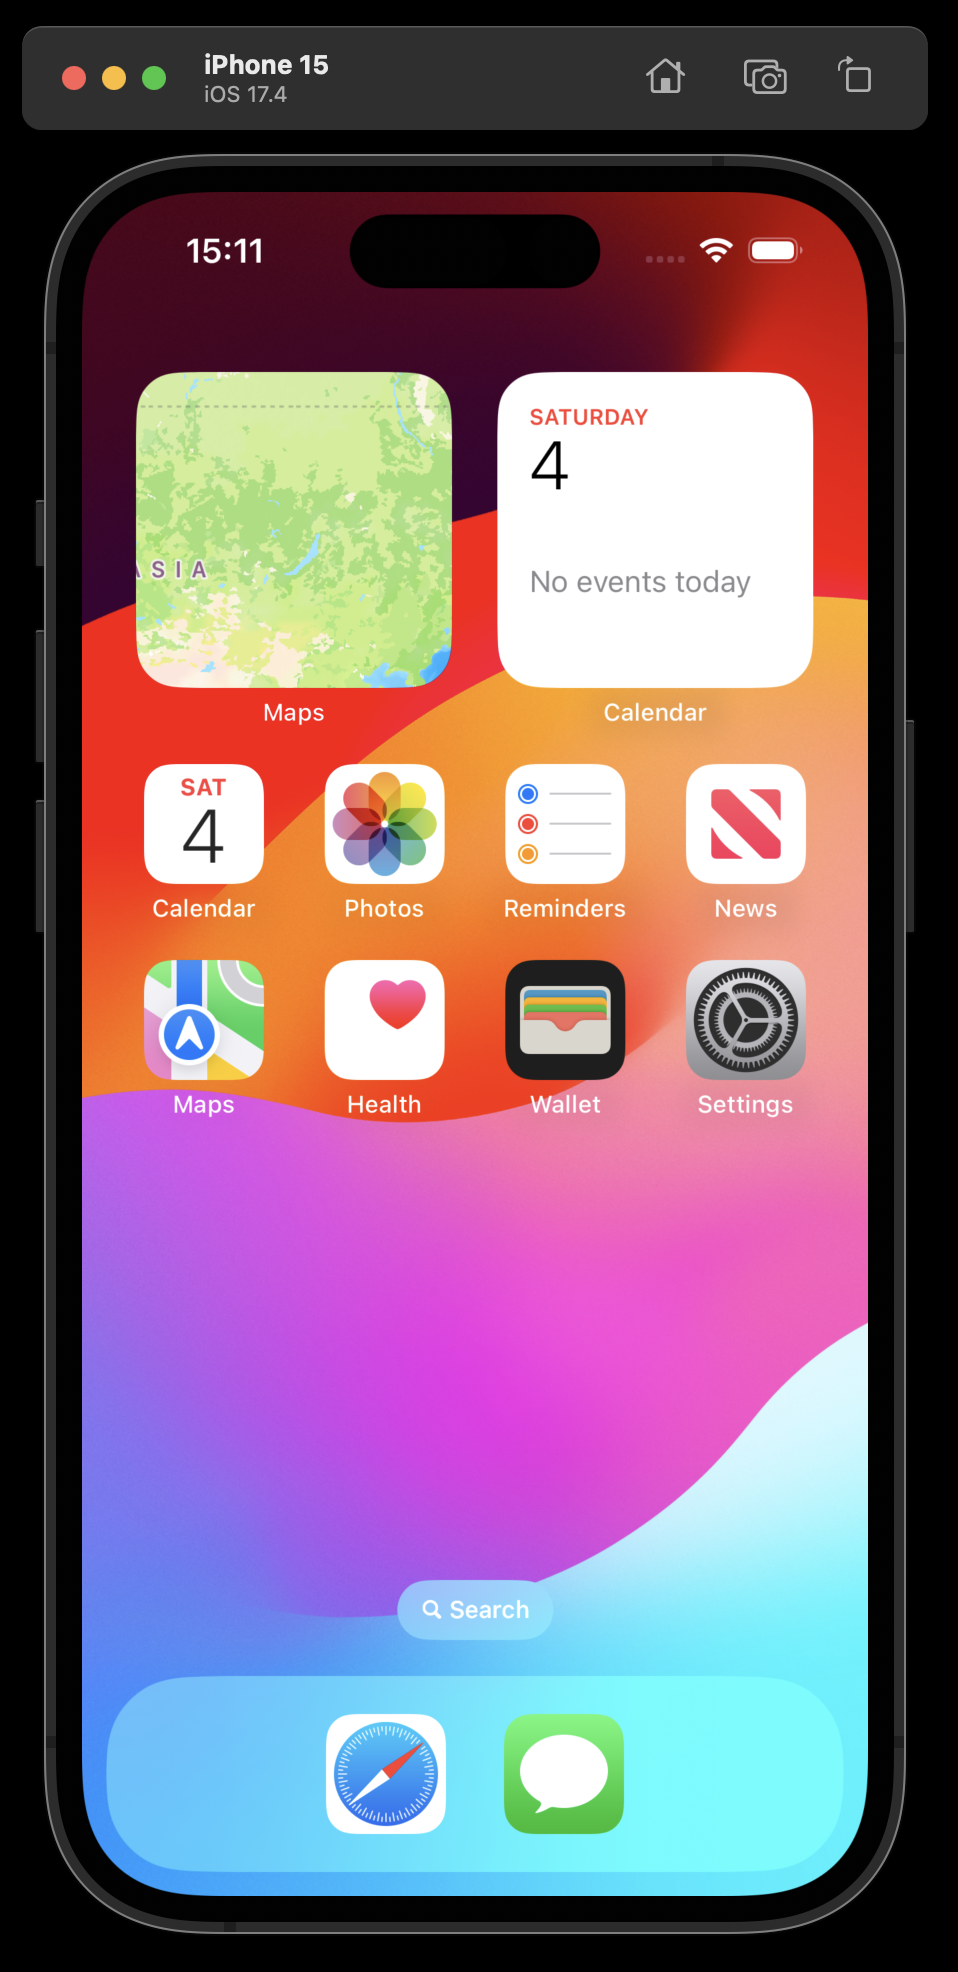 iPhone 15
iOS 17.4
15:11
ASIA
SATURDAY
4
No events today
Maps
Calendar
SAT
4
Calendar
Photos
Reminders
News
Maps
Health
Wallet
Settings
Search